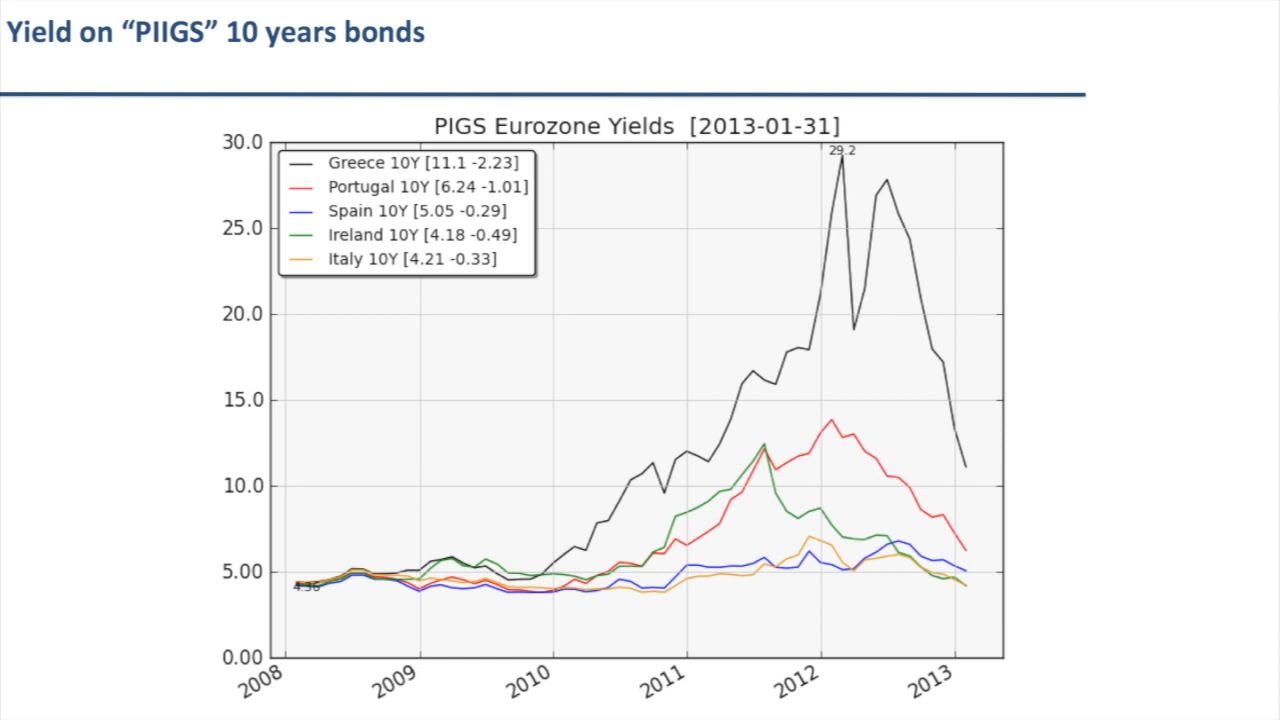 Yield on “PIIGS” 10 years bonds
PIGS Eurozone Yields [2013-01-31]
30.0
25.0
20.0
15.0
10.0
5.00
0.00
Greece 10Y [11.1 -2.23]
Portugal 10Y [6.24 -1.01]
Spain 10Y [5.05 -0.29]
Ireland 10Y [4.18 -0.49]
Italy 10Y [4.21 -0.33]
29.2
2008
2009
2010
2011
2012
2013